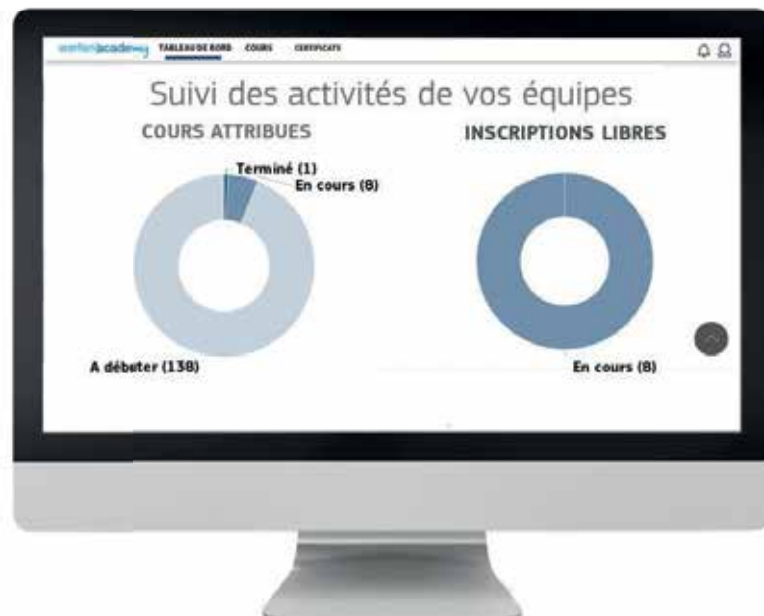 TABLEAU DE BORD COURS CERTIFICATS
Suivi des activités de vos équipes
COURS ATTRIBUES
INSCRIPTIONS LIBRES
Terminé (1)
En cours (8)
A débuter (138)
En cours (8)